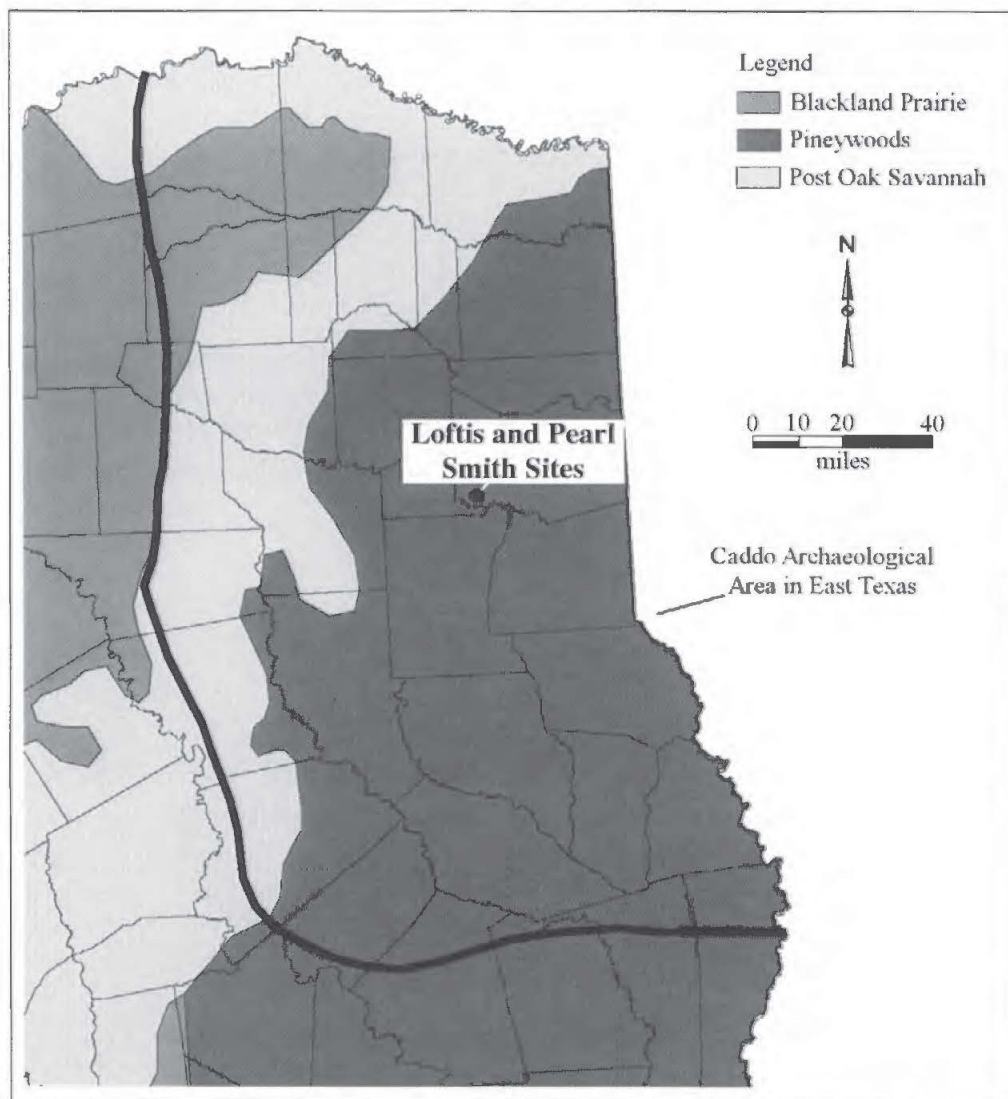 Legend
Blackland Prairie
Pineywoods
Post Oak Savannah
N
0 10 20 40
miles
Loftis and Pearl
Smith Sites
Caddo Archaeological
Area in East Texas